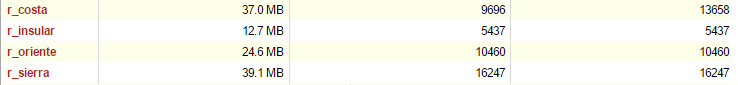 r_costa 37.0 MB 9696 13658
r_insular 12.7 MB 5437 5437
r_oriente 24.6 MB 10460 10460
r_sierra 39.1 MB 16247 16247